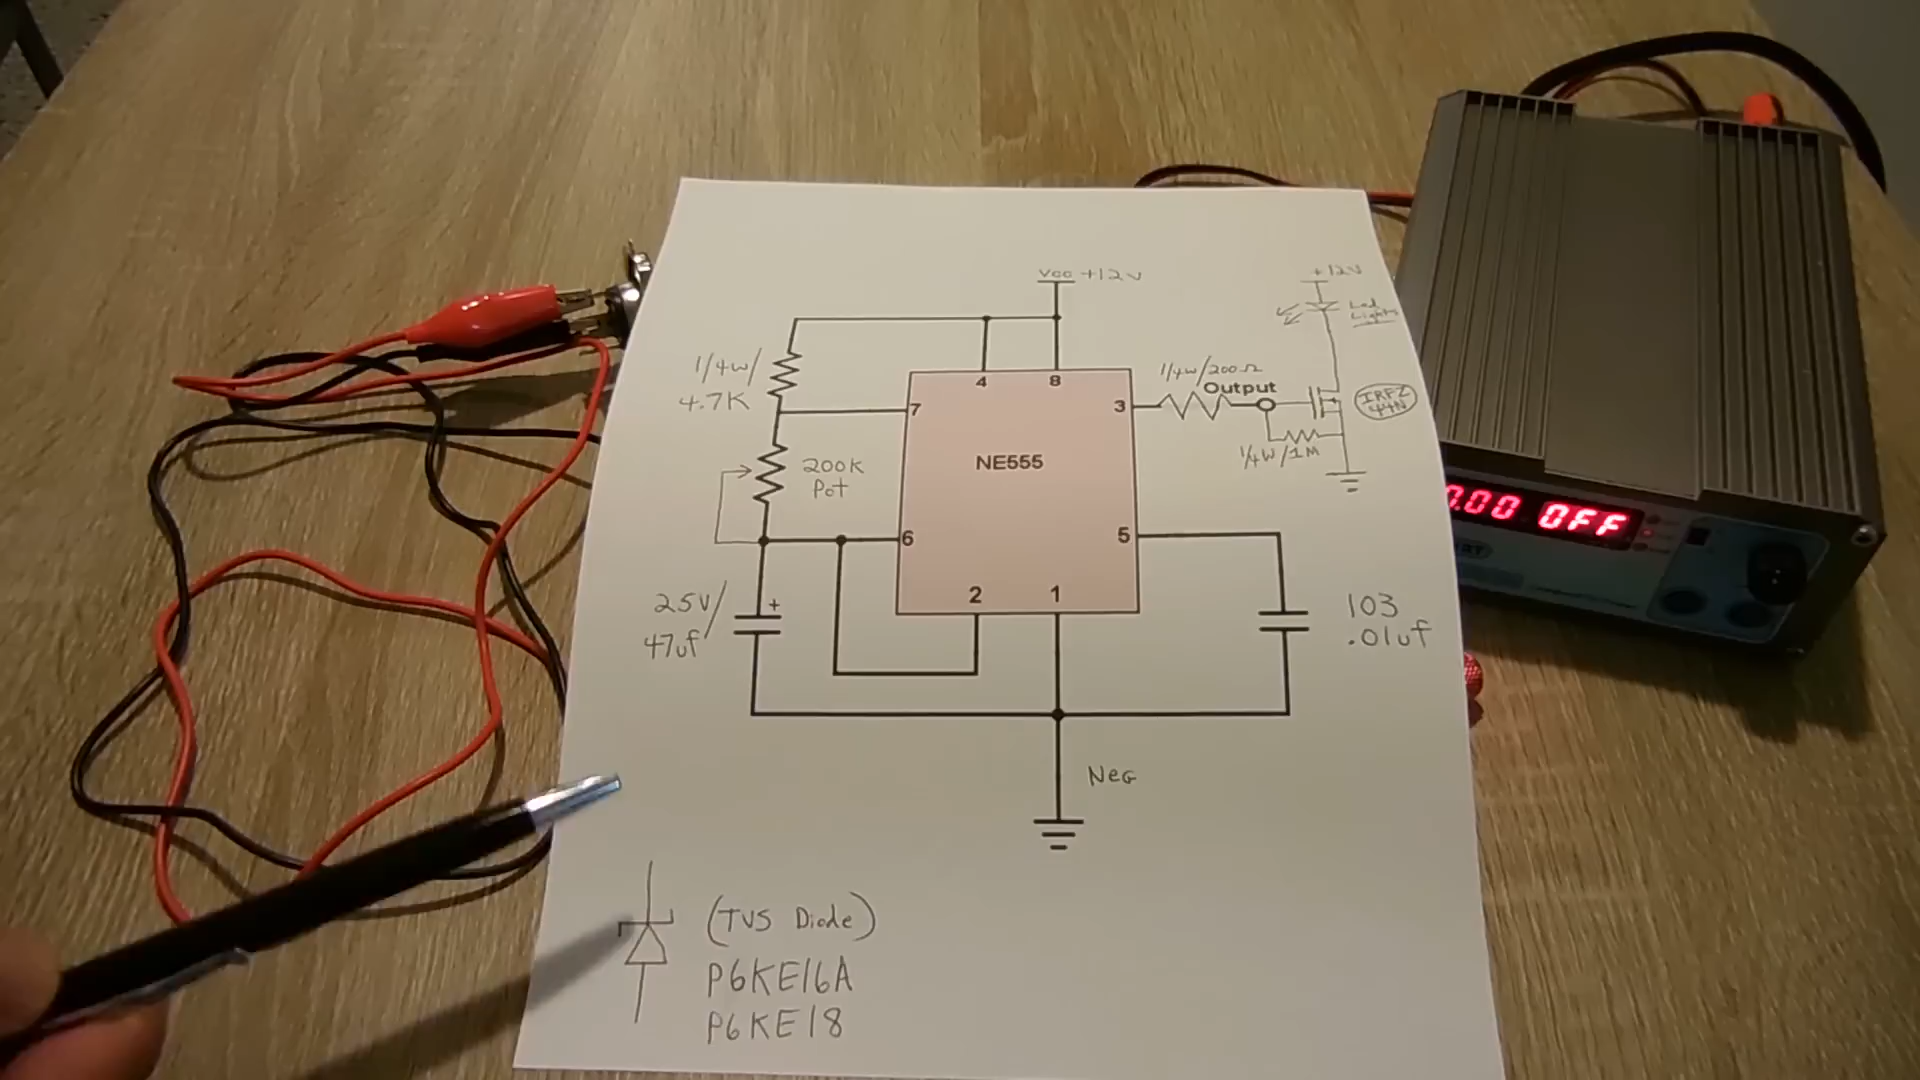 Vcc +12V
+12V
Led
Lights
1/4W/
4.7K
4
8
1/4W/200Ω
Output
7
3
IRFZ
44N
NE555
200K
Pot
1/4W/1M
6
5
25V/
47uf
+
2
1
103
.01uf
Neg
(TVS Diode)
P6KE16A
P6KE18
.00 OFF